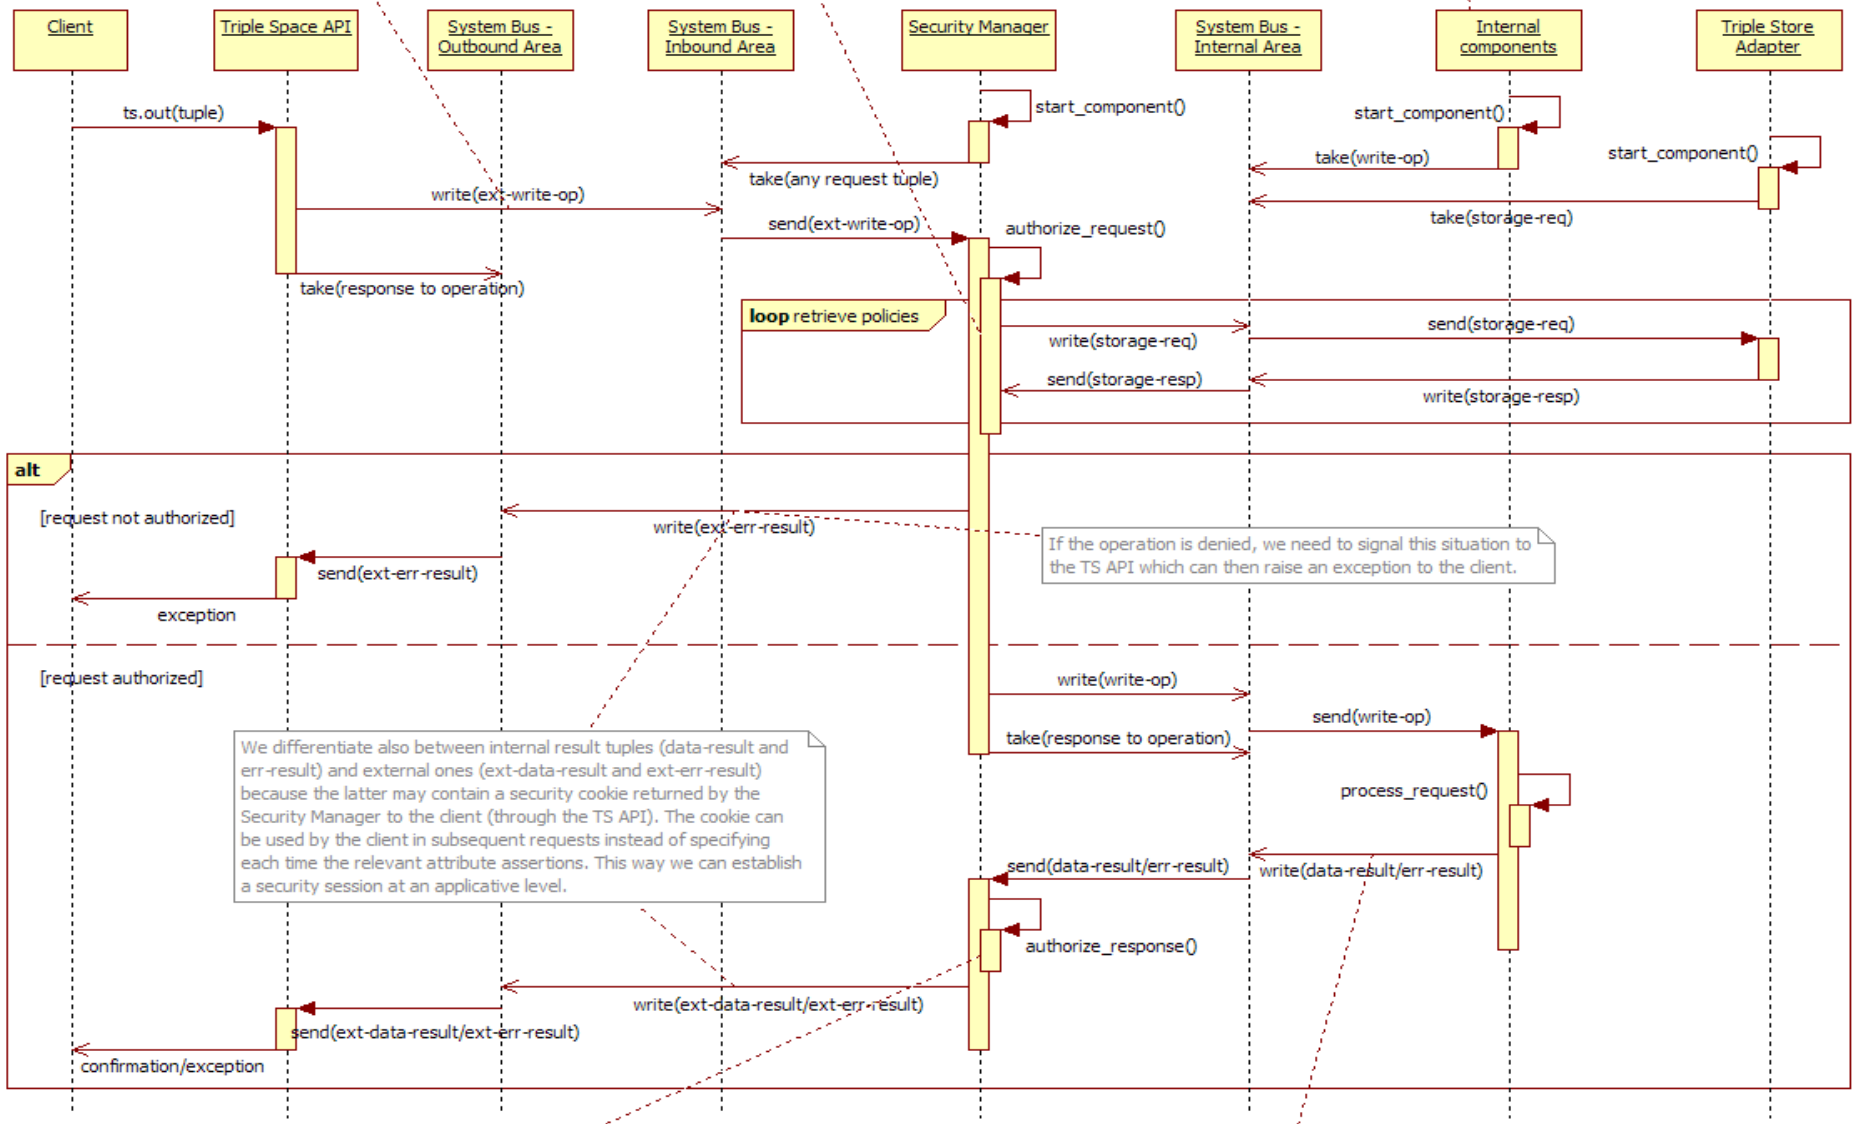 Client
Triple Space API
System Bus -
Outbound Area
System Bus -
Inbound Area
Security Manager
System Bus -
Internal Area
Internal
components
Triple Store
Adapter
ts.out(tuple)
start_component()
start_component()
start_component()
take(write-op)
take(any request tuple)
write(ext-write-op)
take(storage-req)
send(ext-write-op)
authorize_request()
take(response to operation)
loop retrieve policies
send(storage-req)
write(storage-req)
send(storage-resp)
write(storage-resp)
alt
[request not authorized]
write(ext-err-result)
If the operation is denied, we need to signal this situation to
the TS API which can then raise an exception to the client.
send(ext-err-result)
exception
[request authorized]
write(write-op)
send(write-op)
take(response to operation)
We differentiate also between internal result tuples (data-result and
err-result) and external ones (ext-data-result and ext-err-result)
because the latter may contain a security cookie returned by the
Security Manager to the client (through the TS API). The cookie can
be used by the client in subsequent requests instead of specifying
each time the relevant attribute assertions. This way we can establish
a security session at an applicative level.
process_request()
send(data-result/err-result)
write(data-result/err-result)
authorize_response()
write(ext-data-result/ext-err-result)
send(ext-data-result/ext-err-result)
confirmation/exception